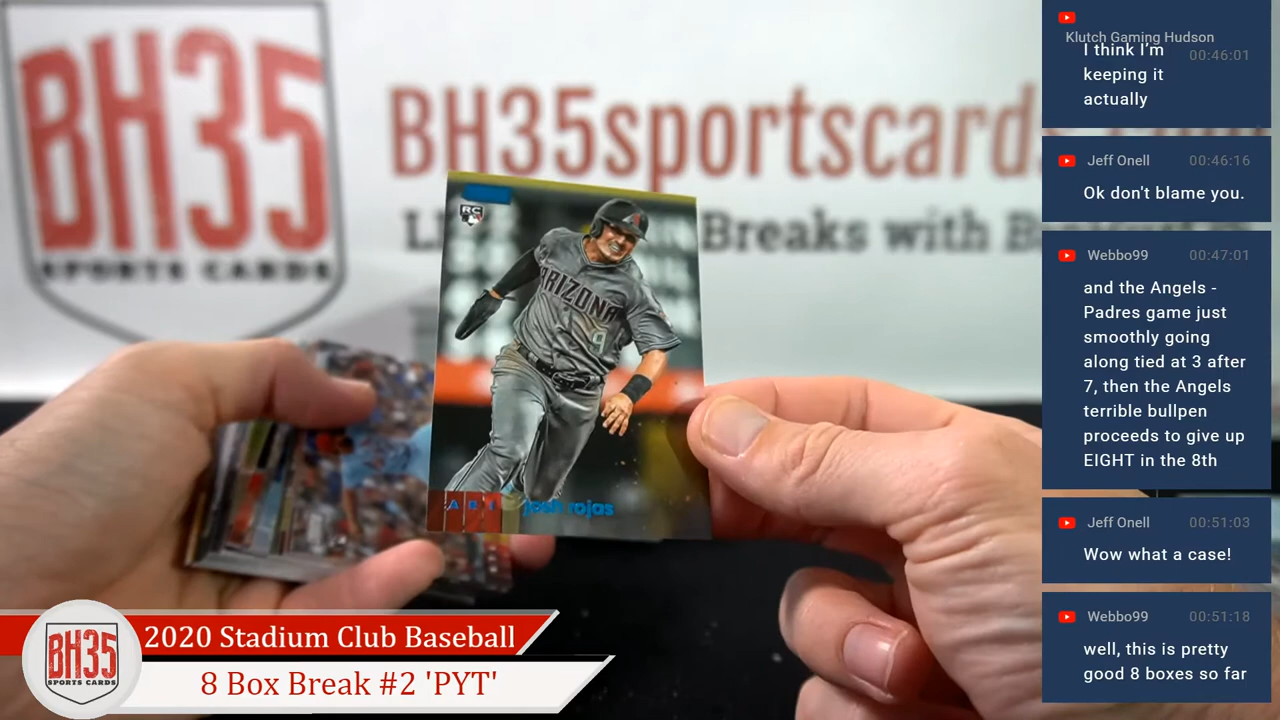 BH35
SPORTS CARDS
BH35sportscards
Breaks with
RC
ARIZONA
9
ARI josh rojas
BH35
SPORTS CARDS
2020 Stadium Club Baseball
8 Box Break #2 'PYT'
Klutch Gaming Hudson
I think I'm
00:46:01
keeping it
actually
Jeff Onell 00:46:16
Ok don't blame you.
Webbo99 00:47:01
and the Angels -
Padres game just
smoothly going
along tied at 3 after
7, then the Angels
terrible bullpen
proceeds to give up
EIGHT in the 8th
Jeff Onell 00:51:03
Wow what a case!
Webbo99 00:51:18
well, this is pretty
good 8 boxes so far